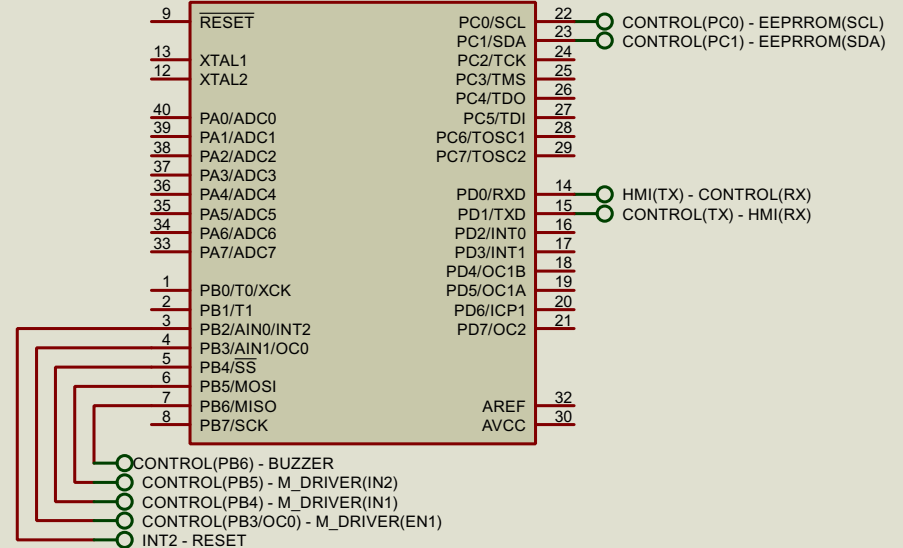 9 RESET PC0/SCL 22 CONTROL(PC0) - EEPRROM(SCL)
PC1/SDA 23 CONTROL(PC1) - EEPRROM(SDA)
13 XTAL1 PC2/TCK 24
12 XTAL2 PC3/TMS 25
PC4/TDO 26
40 PA0/ADC0 PC5/TDI 27
39 PA1/ADC1 PC6/TOSC1 28
38 PA2/ADC2 PC7/TOSC2 29
37 PA3/ADC3
36 PA4/ADC4 PD0/RXD 14 HMI(TX) - CONTROL(RX)
35 PA5/ADC5 PD1/TXD 15 CONTROL(TX) - HMI(RX)
34 PA6/ADC6 PD2/INT0 16
33 PA7/ADC7 PD3/INT1 17
PD4/OC1B 18
1 PB0/T0/XCK PD5/OC1A 19
2 PB1/T1 PD6/ICP1 20
3 PB2/AIN0/INT2 PD7/OC2 21
4 PB3/AIN1/OC0
5 PB4/SS
6 PB5/MOSI
7 PB6/MISO AREF 32
8 PB7/SCK AVCC 30
CONTROL(PB6) - BUZZER
CONTROL(PB5) - M_DRIVER(IN2)
CONTROL(PB4) - M_DRIVER(IN1)
CONTROL(PB3/OC0) - M_DRIVER(EN1)
INT2 - RESET